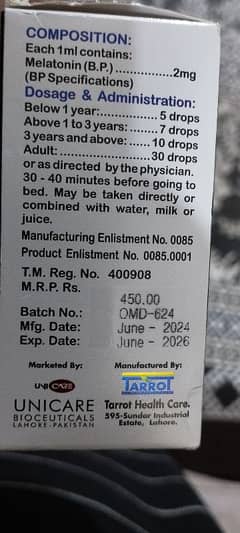 COMPOSITION:
Each 1ml contains:
Melatonin (B.P.) ................2mg
(BP Specifications)
Dosage & Administration:
Below 1 year:................ 5 drops
Above 1 to 3 years: ....... 7 drops
3 years and above: ...... 10 drops
Adult: ..........................30 drops
or as directed by the physician.
30 - 40 minutes before going to
bed. May be taken directly or
combined with water, milk or
juice.
Manufacturing Enlistment No. 0085
Product Enlistment No. 0085.0001
T.M. Reg. No. 400908
M.R.P. Rs.
450.00
Batch No.: OMD-624
Mfg. Date: June - 2024
Exp. Date: June - 2026
Marketed By:
UNICARE
UNICARE
BIOCEUTICALS
LAHORE-PAKISTAN
Manufactured By:
TARROT
Tarrot Health Care.
595-Sundar Industrial
Estate, Lahore.